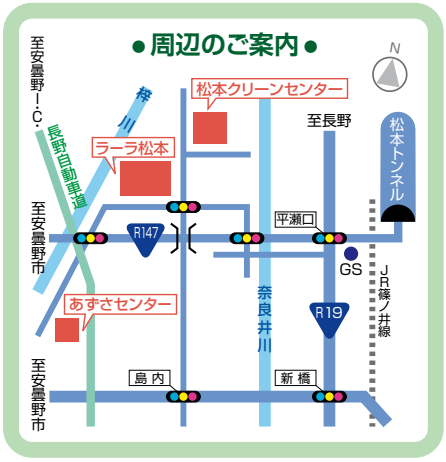 ●周辺のご案内●
N
至安曇野I・C・
梓川
松本クリーンセンター
至長野
松本トンネル
長野自動車道
ラーラ松本
至安曇野市
R147
平瀬口
GS
JR篠ノ井線
あずさセンター
奈良井川
R19
至安曇野市
島内
新橋